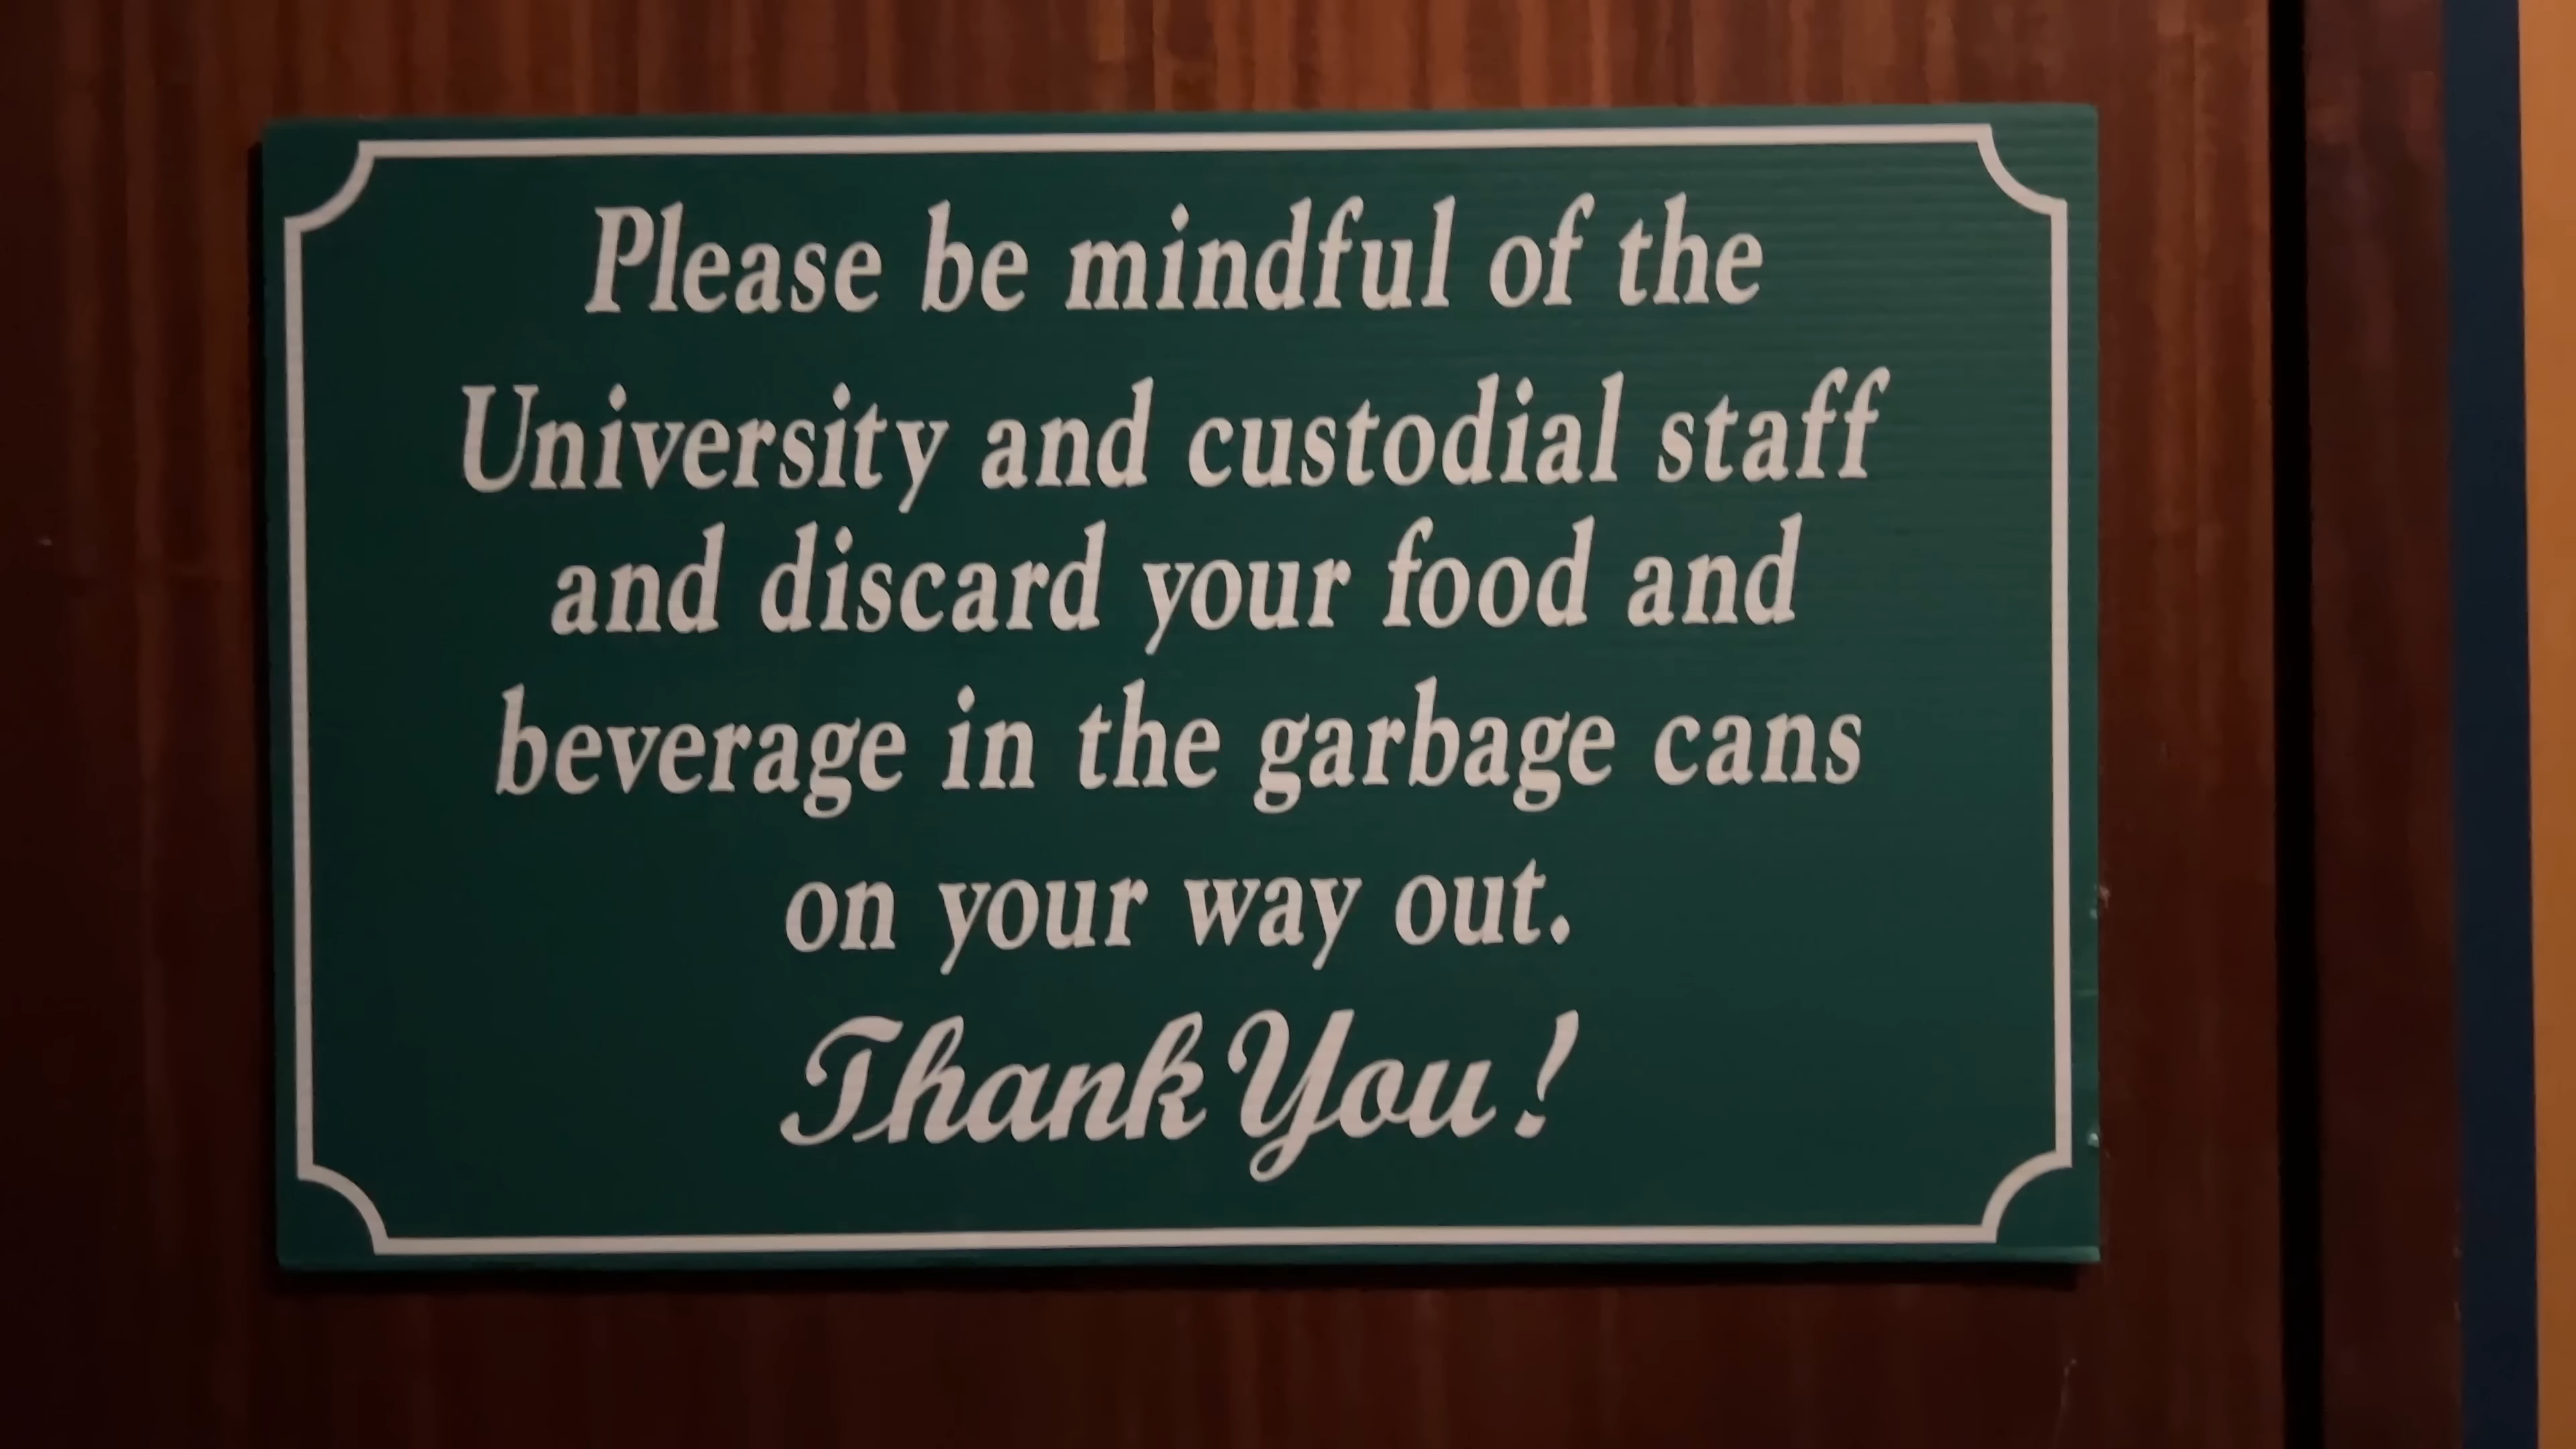 Please be mindful of the
University and custodial staff
and discard your food and
beverage in the garbage cans
on your way out.
Thank You!